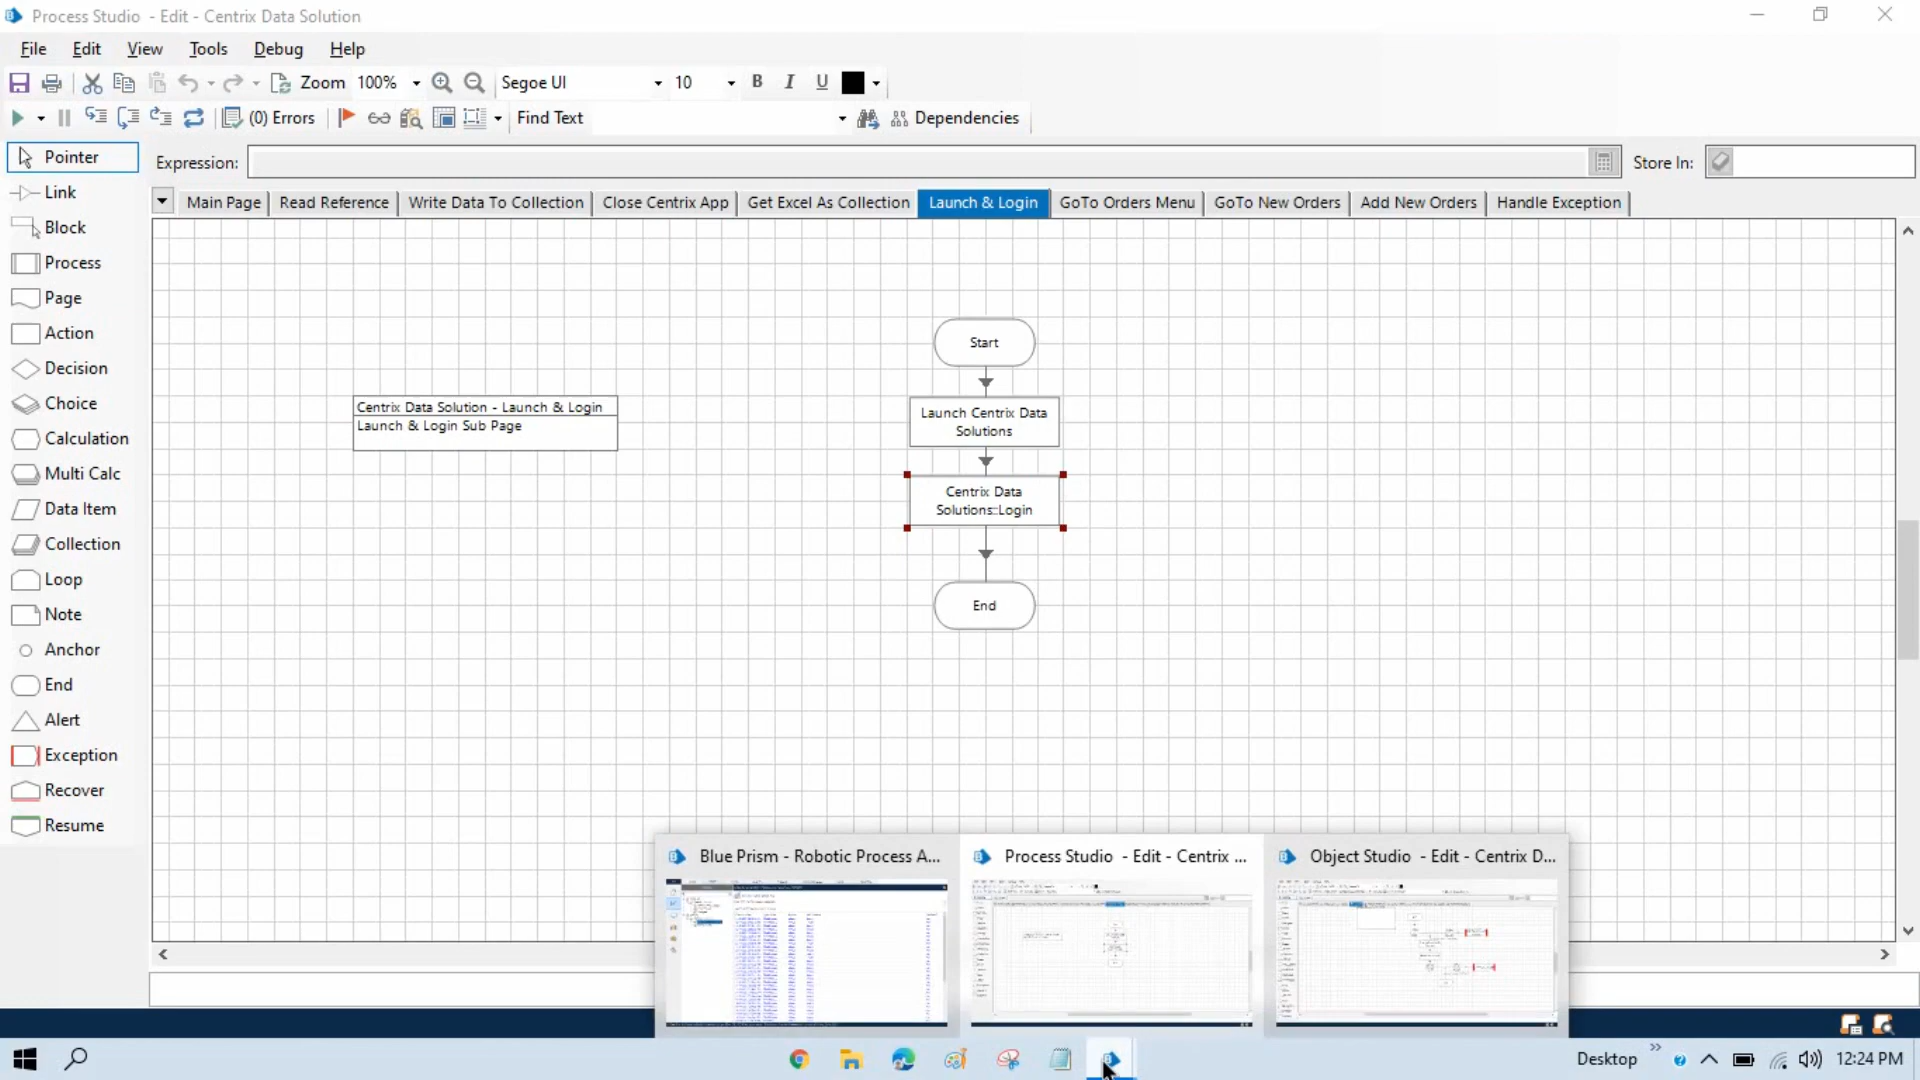 Process Studio - Edit - Centrix Data Solution
File Edit View Tools Debug Help
Zoom 100% Segoe UI 10 B I U
(0) Errors Find Text Dependencies
Pointer Expression: Store In:
Link
Main Page Read Reference Write Data To Collection Close Centrix App Get Excel As Collection Launch & Login GoTo Orders Menu GoTo New Orders Add New Orders Handle Exception
Block
Process
Page
Action
Decision
Choice
Calculation
Multi Calc
Data Item
Collection
Loop
Note
Anchor
End
Alert
Exception
Recover
Resume
Centrix Data Solution - Launch & Login
Launch & Login Sub Page
Start
Launch Centrix Data
Solutions
Centrix Data
Solutions::Login
End
Blue Prism - Robotic Process A...
Process Studio - Edit - Centrix ...
Object Studio - Edit - Centrix D...
Desktop 12:24 PM